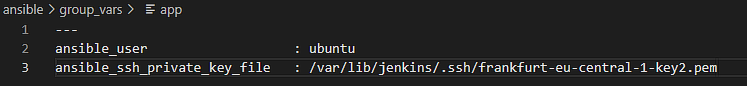 ansible > group_vars > app
1 ---
2 ansible_user : ubuntu
3 ansible_ssh_private_key_file : /var/lib/jenkins/.ssh/frankfurt-eu-central-1-key2.pem